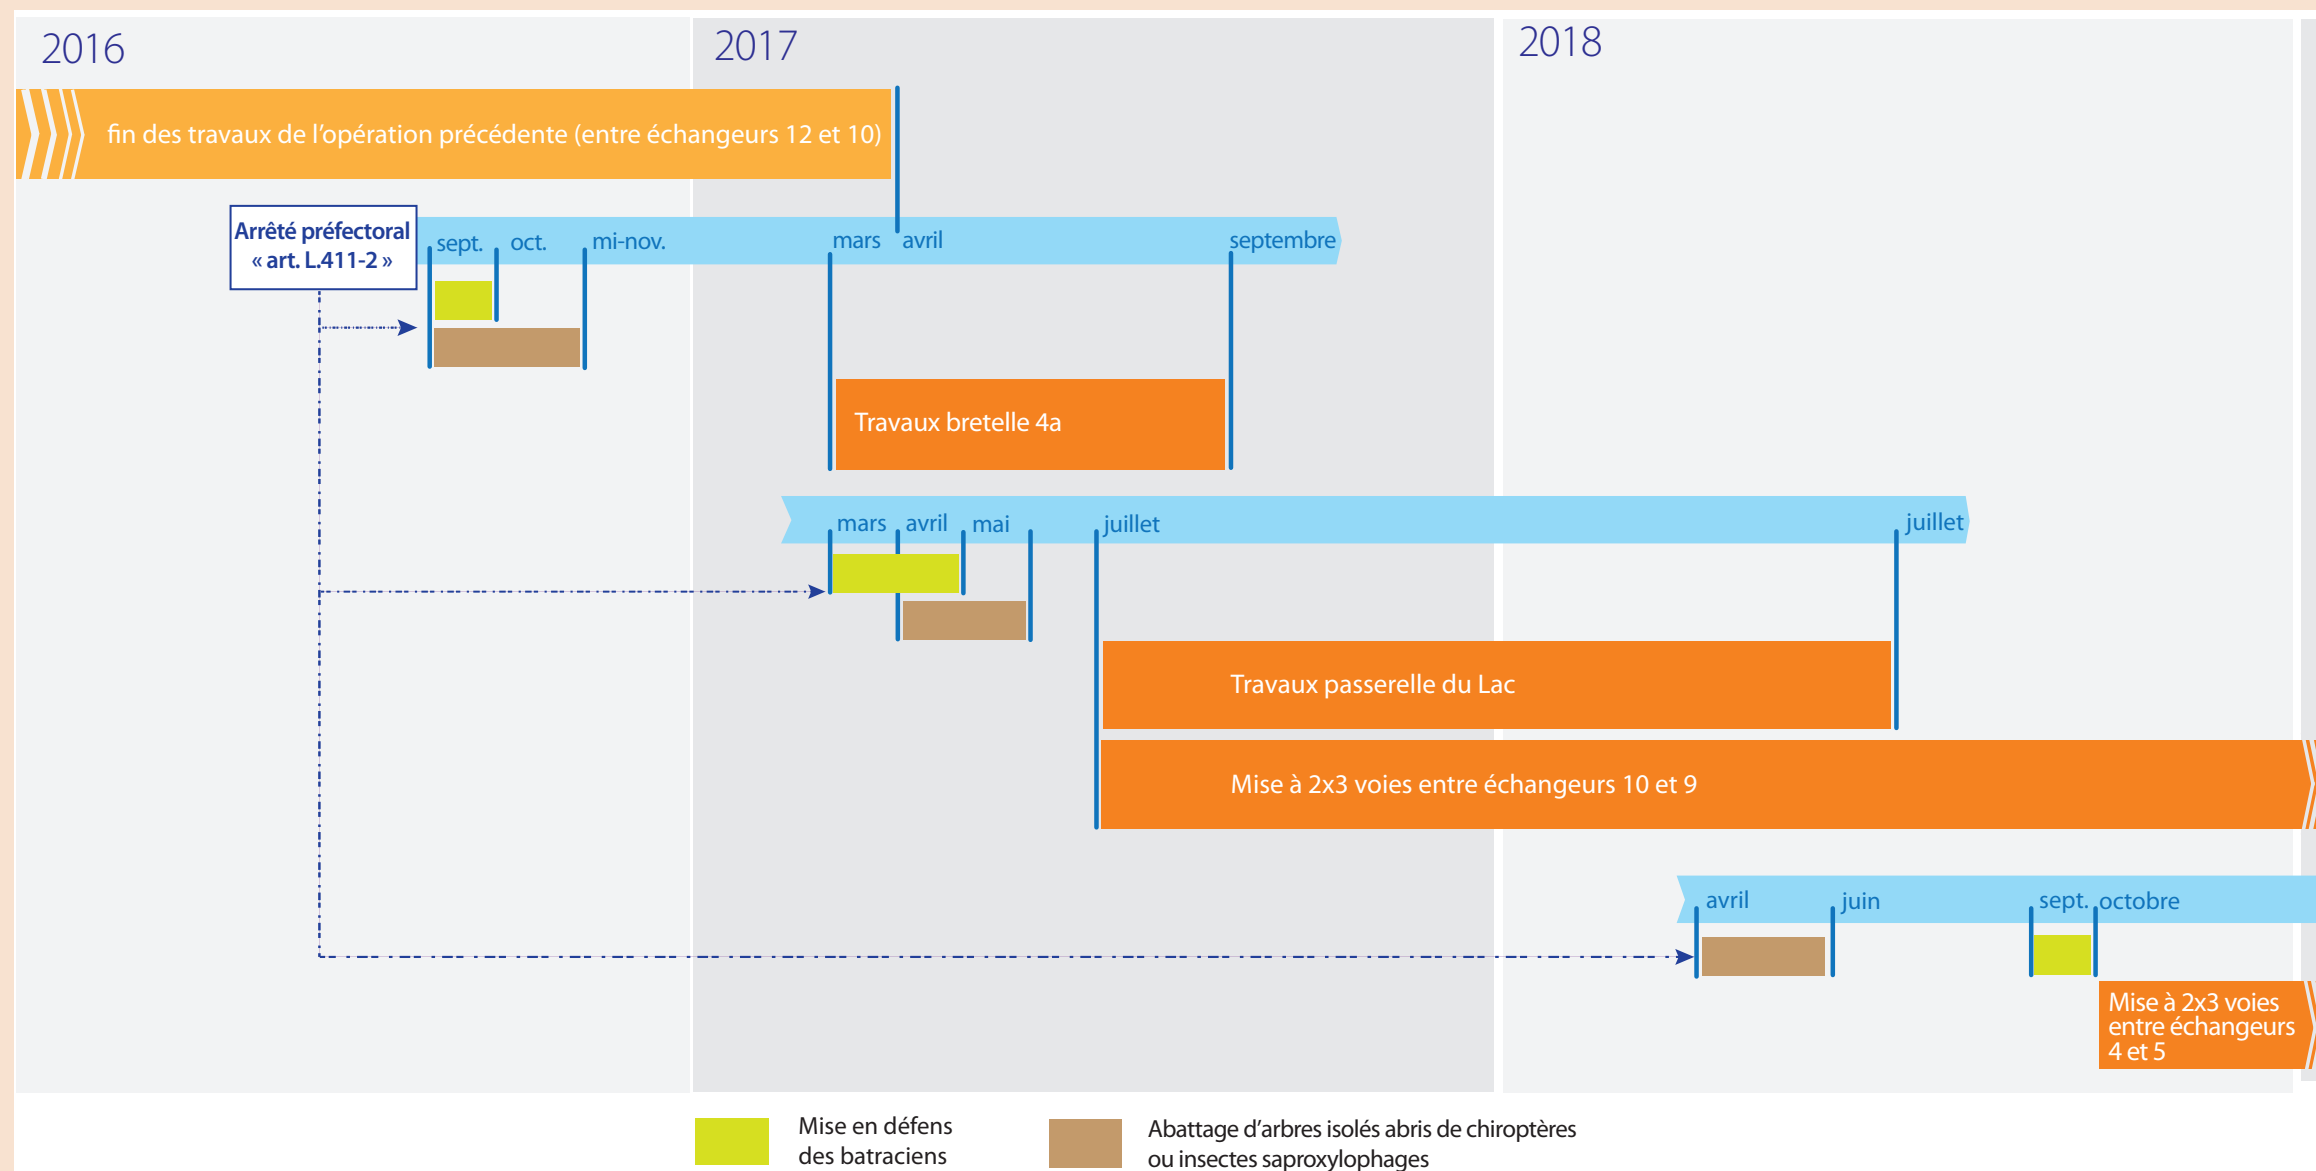 2016
2017
2018
fin des travaux de l’opération précédente (entre échangeurs 12 et 10)
Arrêté préfectoral
« art. L.411-2 »
sept.
oct.
mi-nov.
mars
avril
septembre
Travaux bretelle 4a
mars
avril
mai
juillet
juillet
Travaux passerelle du Lac
Mise à 2x3 voies entre échangeurs 10 et 9
avril
juin
sept.
octobre
Mise à 2x3 voies
entre échangeurs
4 et 5
Mise en défens
des batraciens
Abattage d’arbres isolés abris de chiroptères
ou insectes saproxylophages